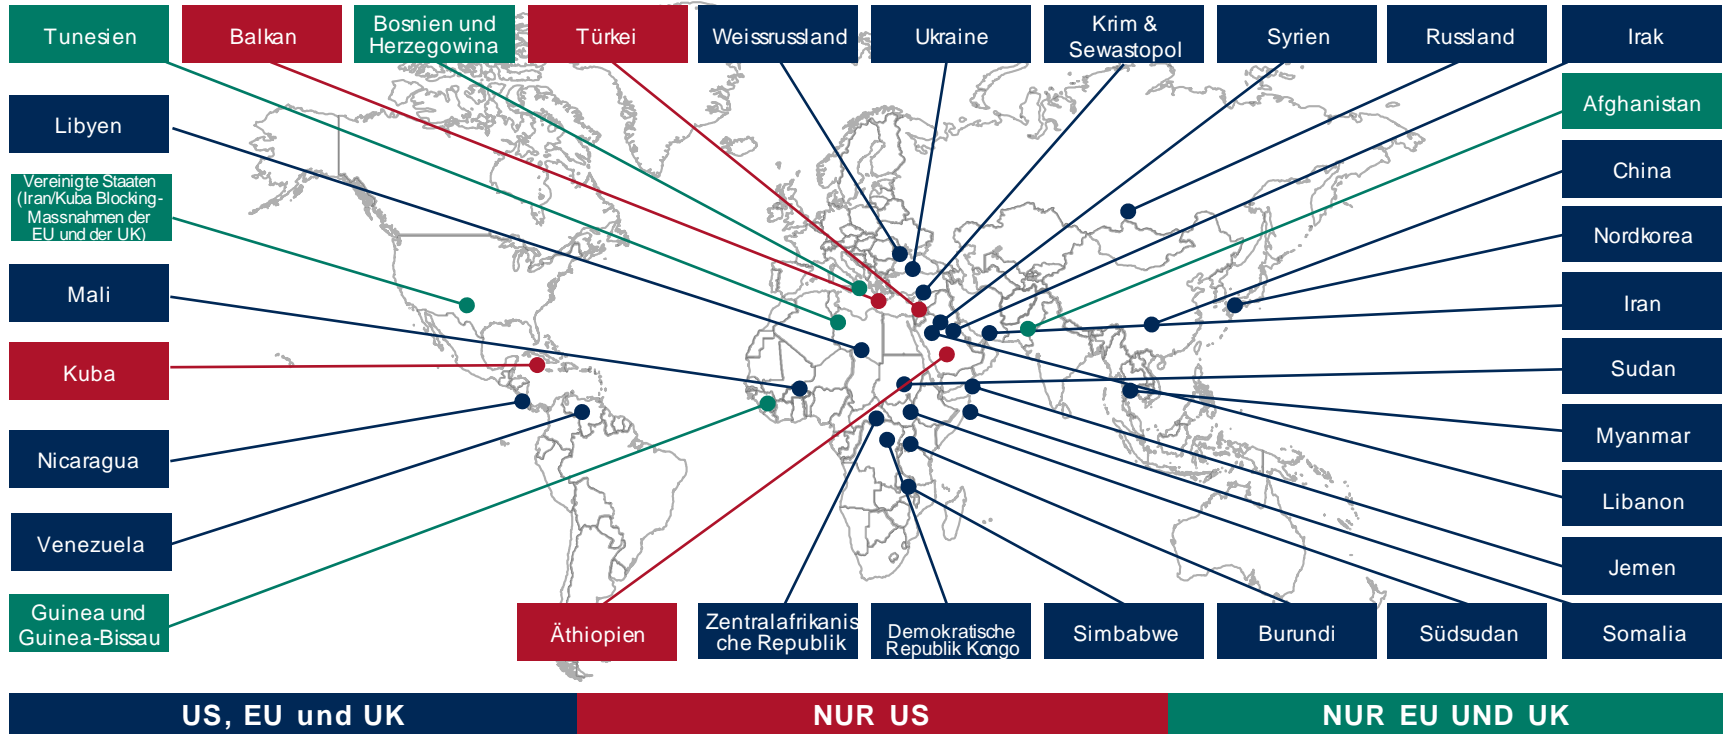 Tunesien
Balkan
Bosnien und
Herzegowina
Türkei
Weissrussland
Ukraine
Krim &
Sewastopol
Syrien
Russland
Irak
Libyen
Vereinigte Staaten
(Iran/Kuba Blocking-
Massnahmen der
EU und der UK)
Mali
Kuba
Nicaragua
Venezuela
Guinea und
Guinea-Bissau
Afghanistan
China
Nordkorea
Iran
Sudan
Myanmar
Libanon
Jemen
Äthiopien
Zentralafrikanis
che Republik
Demokratische
Republik Kongo
Simbabwe
Burundi
Südsudan
Somalia
US, EU und UK
NUR US
NUR EU UND UK